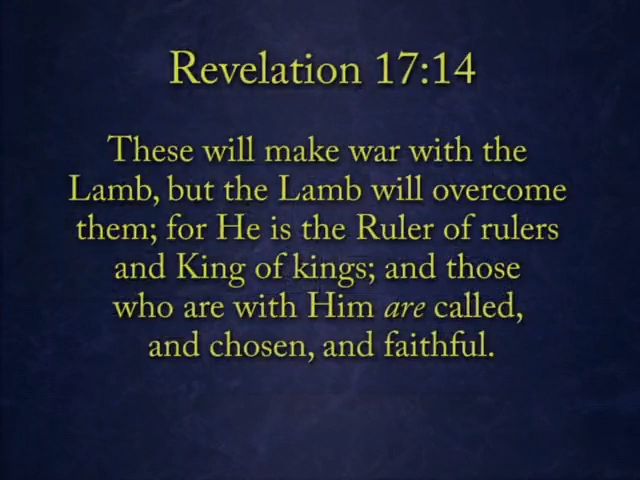 Revelation 17:14
These will make war with the
Lamb, but the Lamb will overcome
them; for He is the Ruler of rulers
and King of kings; and those
who are with Him are called,
and chosen, and faithful.